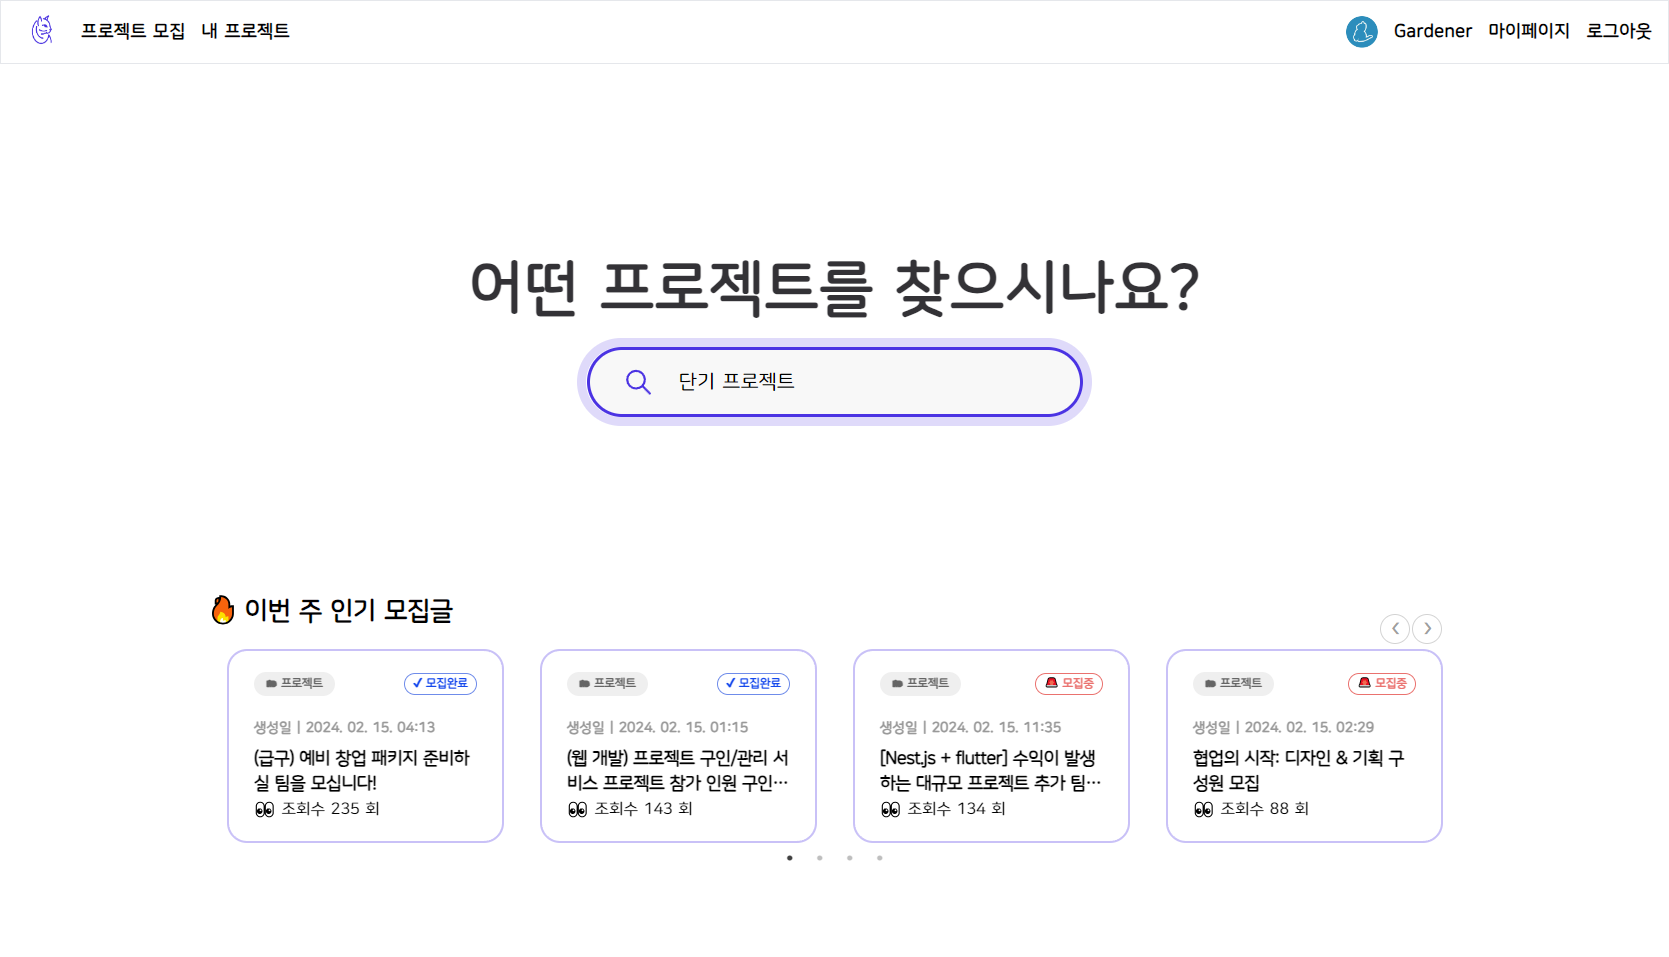 프로젝트 모집 내 프로젝트 Gardener 마이페이지 로그아웃
어떤 프로젝트를 찾으시나요?
단기 프로젝트
이번 주 인기 모집글
프로젝트 모집완료
생성일 | 2024. 02. 15. 04:13
(급구) 예비 창업 패키지 준비하
실 팀을 모십니다!
조회수 235 회
프로젝트 모집완료
생성일 | 2024. 02. 15. 01:15
(웹 개발) 프로젝트 구인/관리 서
비스 프로젝트 참가 인원 구인…
조회수 143 회
프로젝트 모집중
생성일 | 2024. 02. 15. 11:35
[Nest.js + flutter] 수익이 발생
하는 대규모 프로젝트 추가 팀…
조회수 134 회
프로젝트 모집중
생성일 | 2024. 02. 15. 02:29
협업의 시작: 디자인 & 기획 구
성원 모집
조회수 88 회